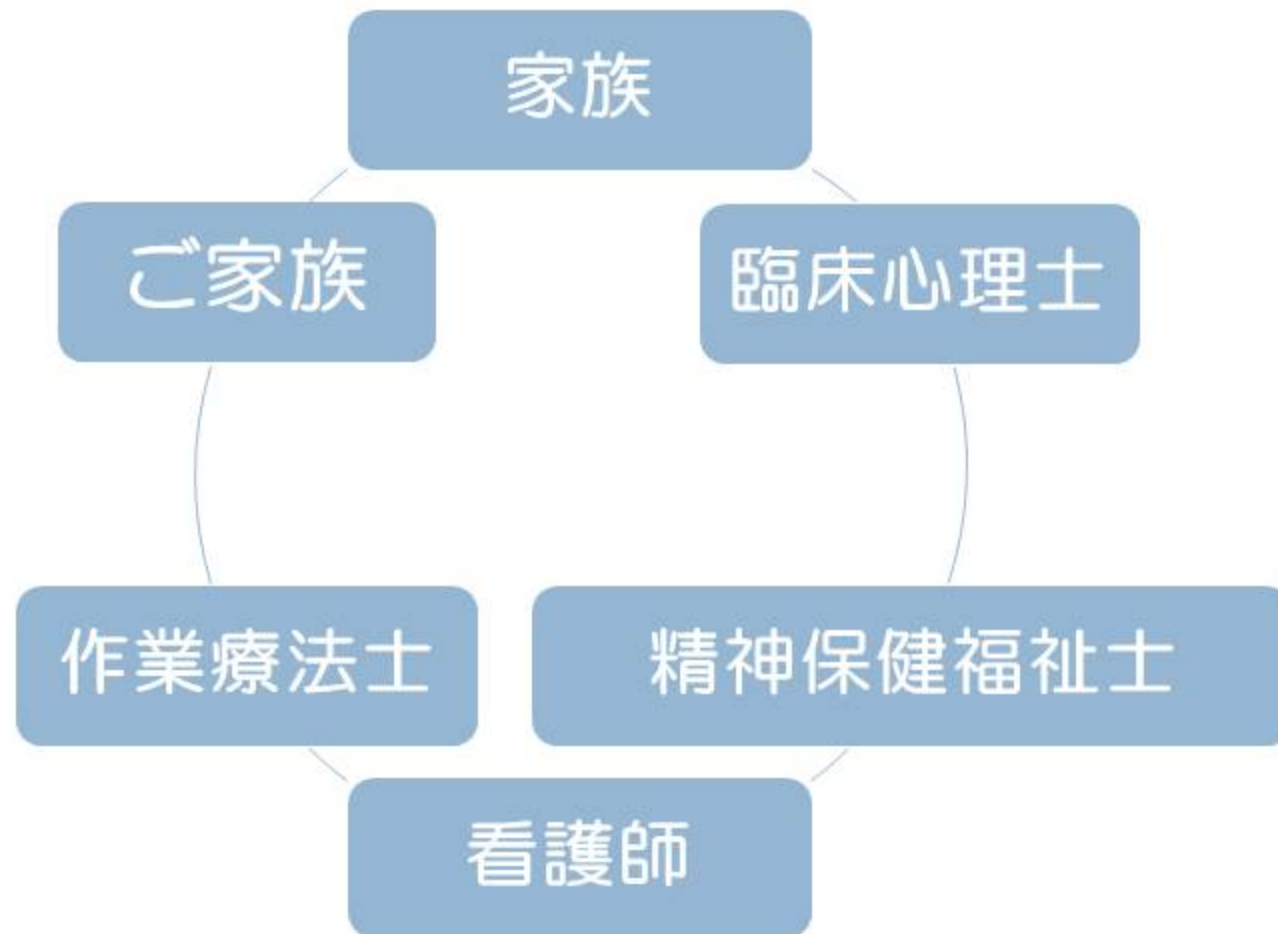 家族
ご家族
臨床心理士
作業療法士
精神保健福祉士
看護師